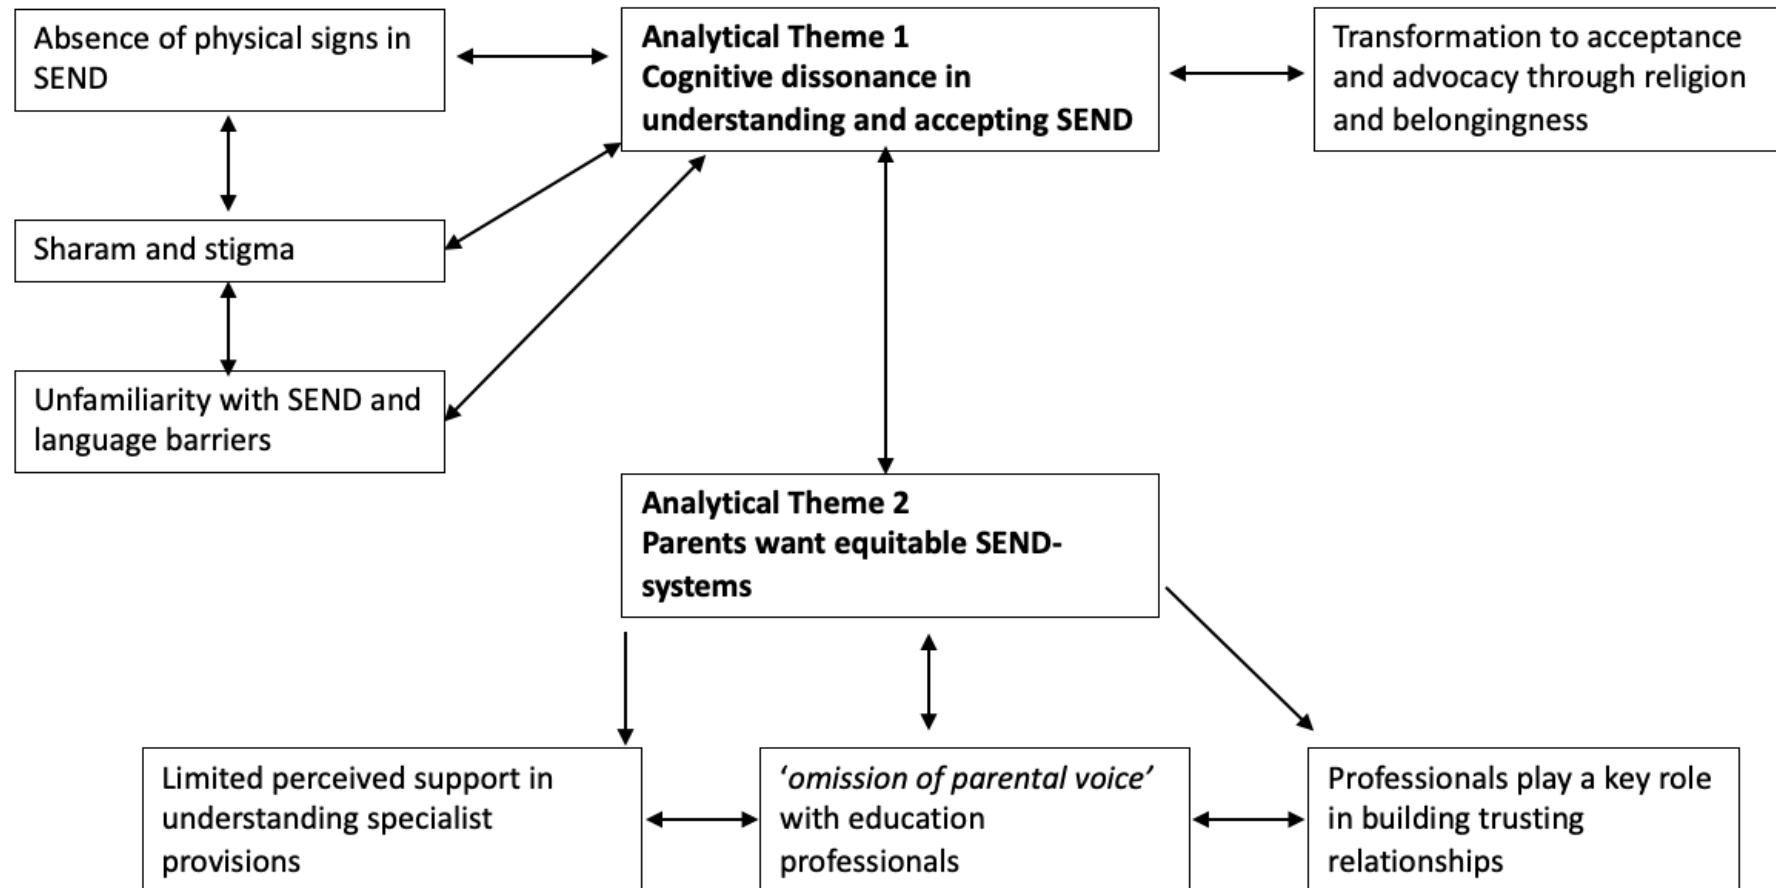 Absence of physical signs in
SEND
Analytical Theme 1
Cognitive dissonance in
understanding and accepting SEND
Transformation to acceptance
and advocacy through religion
and belongingness
Sharam and stigma
Unfamiliarity with SEND and
language barriers
Analytical Theme 2
Parents want equitable SEND-
systems
Limited perceived support in
understanding specialist
provisions
‘omission of parental voice’
with education
professionals
Professionals play a key role
in building trusting
relationships